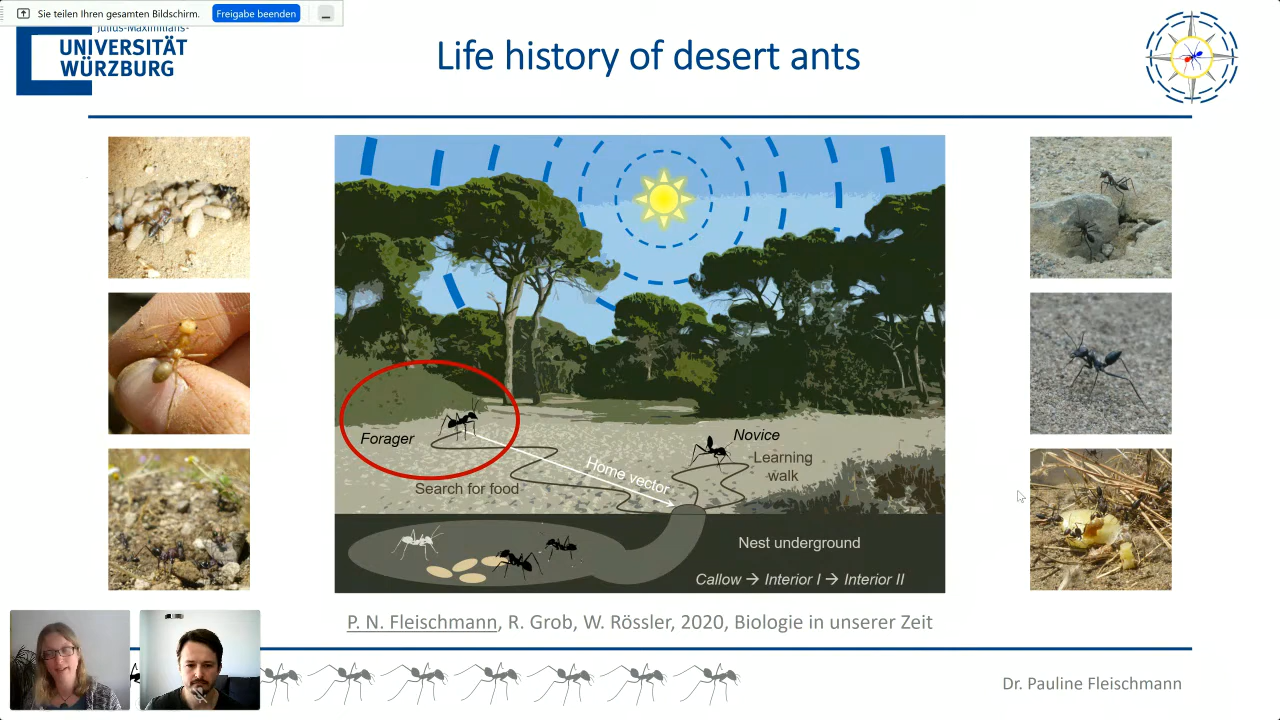 Sie teilen Ihren gesamten Bildschirm. Freigabe beenden
Julius-Maximilians-
UNIVERSITÄT
WÜRZBURG
Life history of desert ants
Forager
Search for food
Home vector
Novice
Learning
walk
Nest underground
Callow → Interior I → Interior II
P. N. Fleischmann, R. Grob, W. Rössler, 2020, Biologie in unserer Zeit
Dr. Pauline Fleischmann